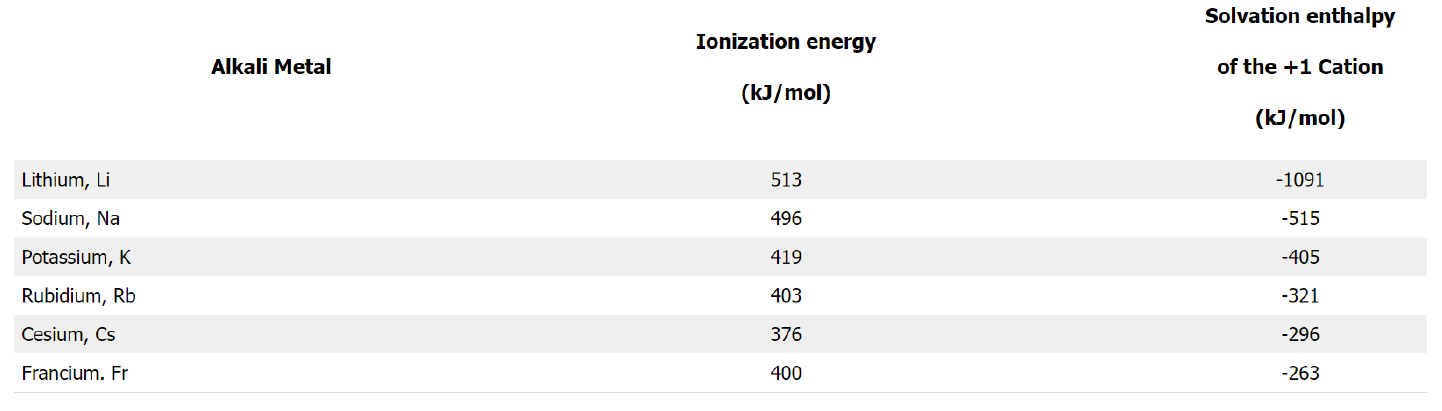 Alkali Metal
Ionization energy
(kJ/mol)
Solvation enthalpy
of the +1 Cation
(kJ/mol)
Lithium, Li 513 -1091
Sodium, Na 496 -515
Potassium, K 419 -405
Rubidium, Rb 403 -321
Cesium, Cs 376 -296
Francium. Fr 400 -263